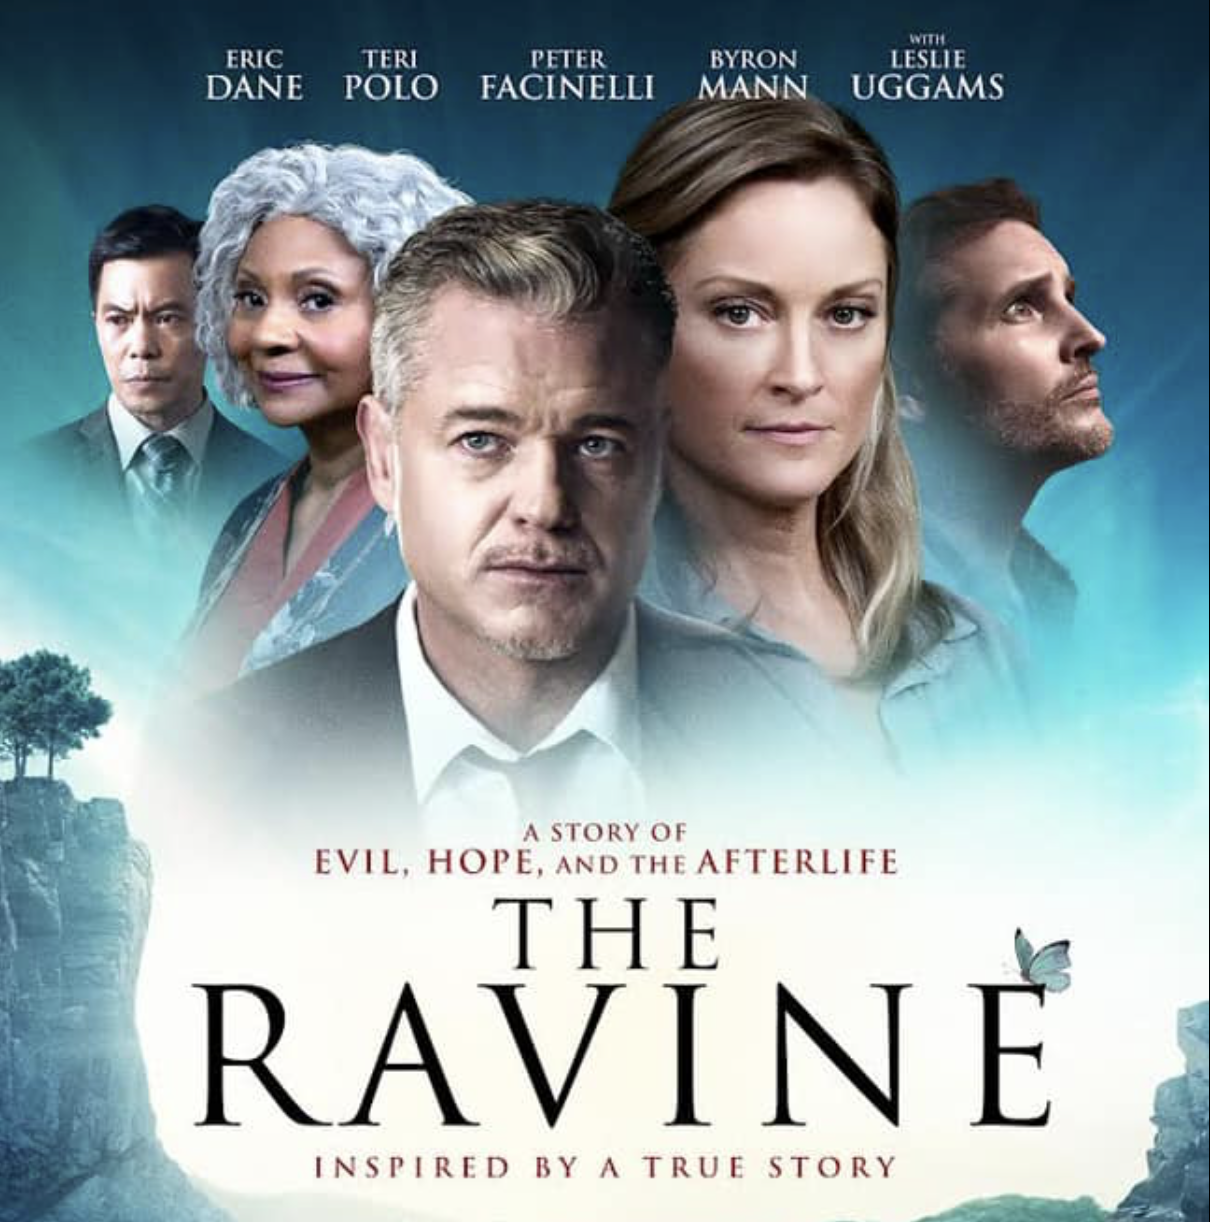 ERIC DANE
TERI POLO
PETER FACINELLI
BYRON MANN
WITH LESLIE UGGAMS
A STORY OF
EVIL, HOPE, AND THE AFTERLIFE
THE
RAVINE
INSPIRED BY A TRUE STORY